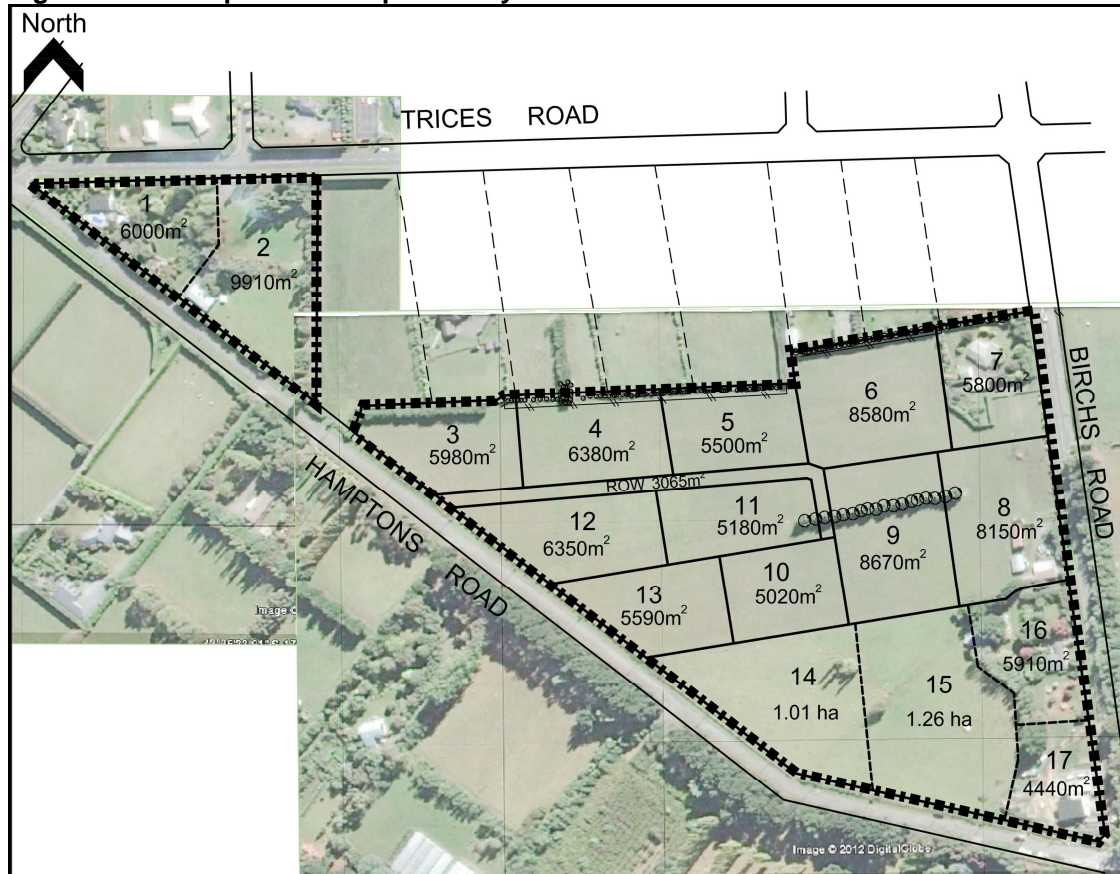 North
TRICES ROAD
1
6000m²
2
9910m²
7
5800m²
6
8580m²
BIRCHS ROAD
3
5980m²
4
6380m²
5
5500m²
ROW 3065m²
HAMPTONS ROAD
12
6350m²
11
5180m²
8
8150m²
9
8670m²
10
5020m²
13
5590m²
16
5910m²
14
1.01 ha
15
1.26 ha
17
4440m²
Image ©
Image © 2012 DigitalGlobe